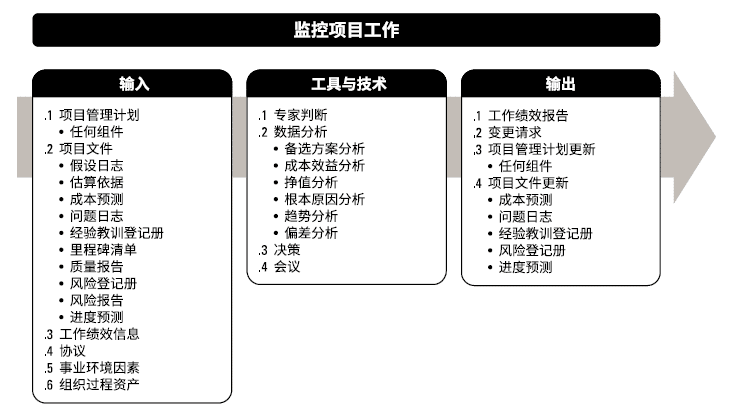 监控项目工作
输入
.1 项目管理计划
• 任何组件
.2 项目文件
• 假设日志
• 估算依据
• 成本预测
• 问题日志
• 经验教训登记册
• 里程碑清单
• 质量报告
• 风险登记册
• 风险报告
• 进度预测
.3 工作绩效信息
.4 协议
.5 事业环境因素
.6 组织过程资产
工具与技术
.1 专家判断
.2 数据分析
• 备选方案分析
• 成本效益分析
• 挣值分析
• 根本原因分析
• 趋势分析
• 偏差分析
.3 决策
.4 会议
输出
.1 工作绩效报告
.2 变更请求
.3 项目管理计划更新
• 任何组件
.4 项目文件更新
• 成本预测
• 问题日志
• 经验教训登记册
• 风险登记册
• 进度预测